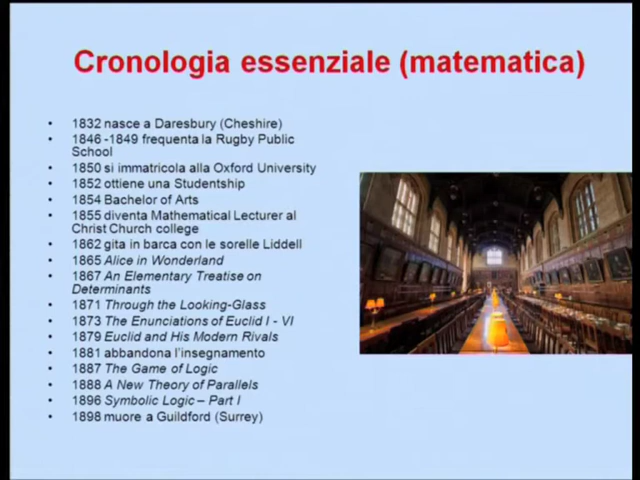 Cronologia essenziale (matematica)
• 1832 nasce a Daresbury (Cheshire)
• 1846 -1849 frequenta la Rugby Public
School
• 1850 si immatricola alla Oxford University
• 1852 ottiene una Studentship
• 1854 Bachelor of Arts
• 1855 diventa Mathematical Lecturer al
Christ Church college
• 1862 gita in barca con le sorelle Liddell
• 1865 Alice in Wonderland
• 1867 An Elementary Treatise on
Determinants
• 1871 Through the Looking-Glass
• 1873 The Enunciations of Euclid I - VI
• 1879 Euclid and His Modern Rivals
• 1881 abbandona l'insegnamento
• 1887 The Game of Logic
• 1888 A New Theory of Parallels
• 1896 Symbolic Logic – Part I
• 1898 muore a Guildford (Surrey)